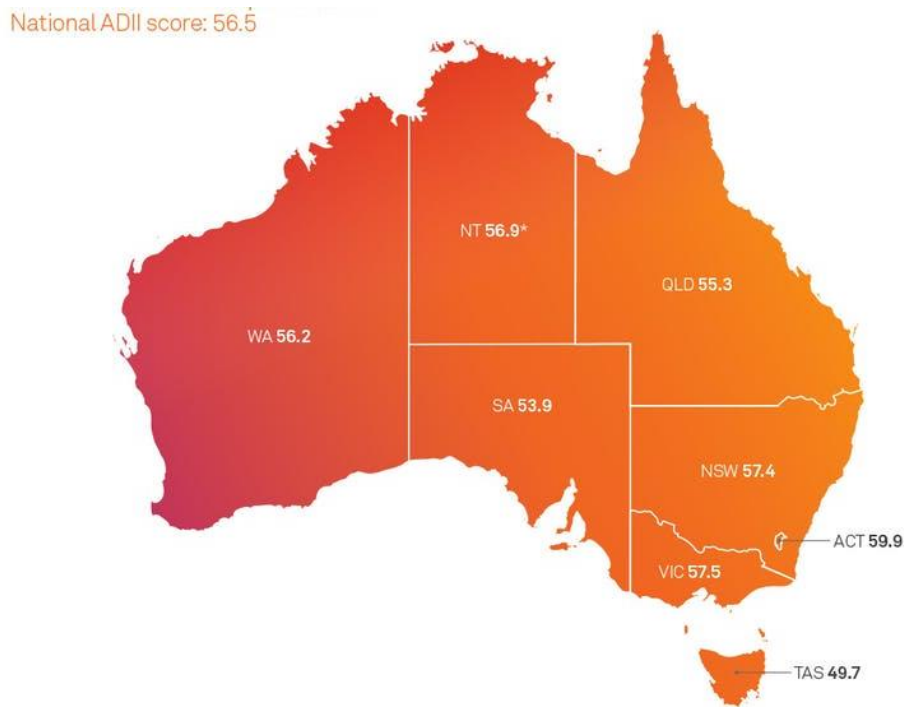 National ADII score: 56.5
NT 56.9*
QLD 55.3
WA 56.2
SA 53.9
NSW 57.4
ACT 59.9
VIC 57.5
TAS 49.7